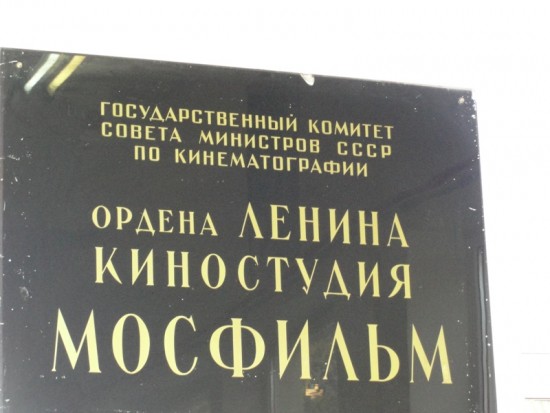 ГОСУДАРСТВЕННЫЙ КОМИТЕТ
СОВЕТА МИНИСТРОВ СССР
ПО КИНЕМАТОГРАФИИ
ОРДЕНА ЛЕНИНА
КИНОСТУДИЯ
МОСФИЛЬМ